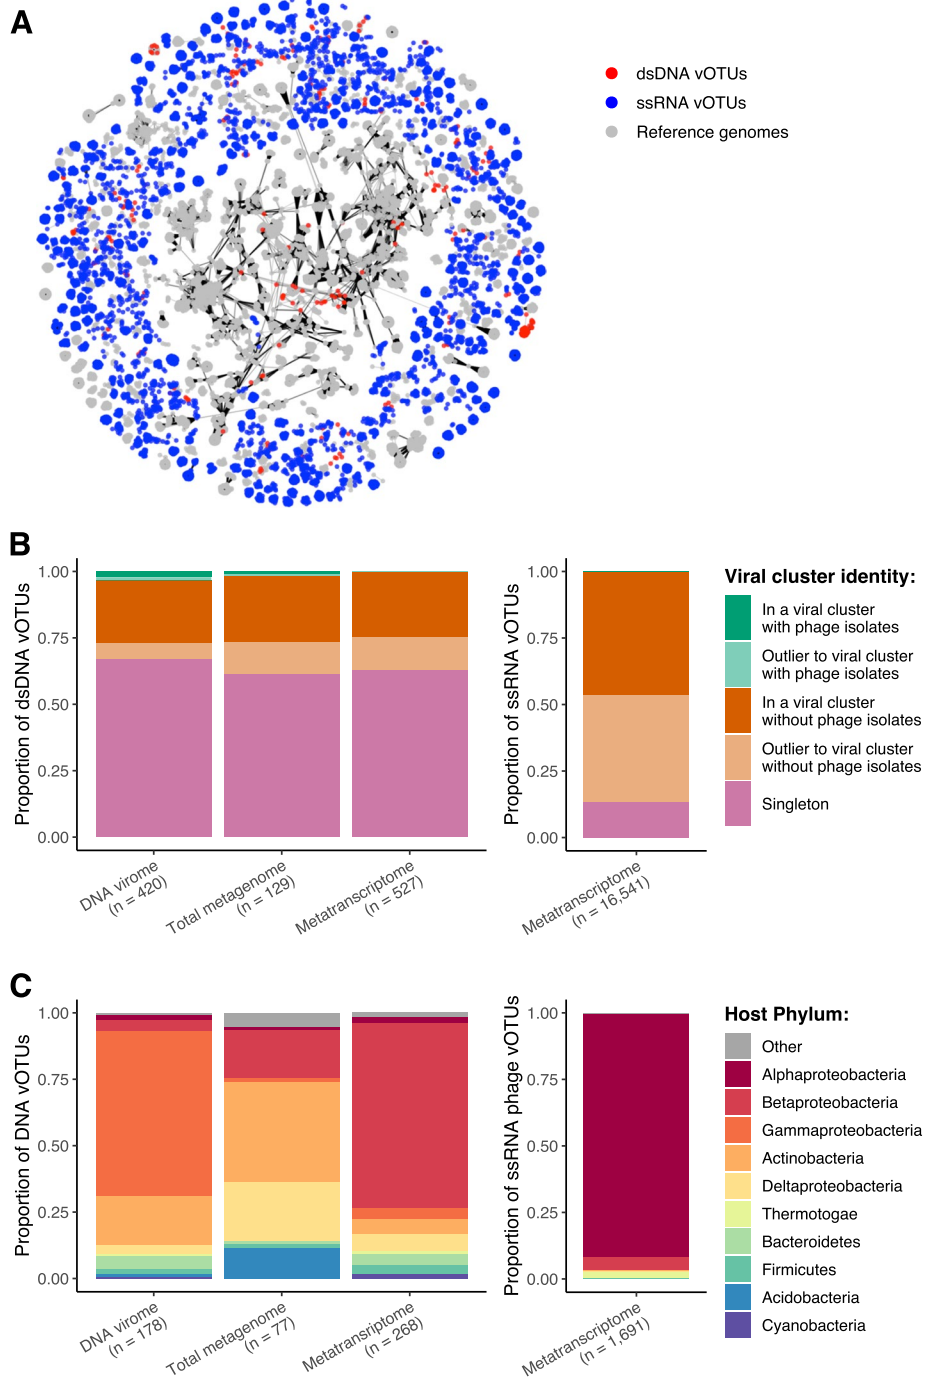 A
dsDNA vOTUs
ssRNA vOTUs
Reference genomes
B
Proportion of dsDNA vOTUs
1.00
0.75
0.50
0.25
0.00
DNA virome
(n = 420)
Total metagenome
(n = 129)
Metatranscriptome
(n = 527)
Proportion of ssRNA vOTUs
1.00
0.75
0.50
0.25
0.00
Metatranscriptome
(n = 16,541)
Viral cluster identity:
In a viral cluster
with phage isolates
Outlier to viral cluster
with phage isolates
In a viral cluster
without phage isolates
Outlier to viral cluster
without phage isolates
Singleton
C
Proportion of DNA vOTUs
1.00
0.75
0.50
0.25
0.00
DNA virome
(n = 178)
Total metagenome
(n = 77)
Metatransriptome
(n = 268)
Proportion of ssRNA phage vOTUs
1.00
0.75
0.50
0.25
0.00
Metatranscriptome
(n = 1,691)
Host Phylum:
Other
Alphaproteobacteria
Betaproteobacteria
Gammaproteobacteria
Actinobacteria
Deltaproteobacteria
Thermotogae
Bacteroidetes
Firmicutes
Acidobacteria
Cyanobacteria